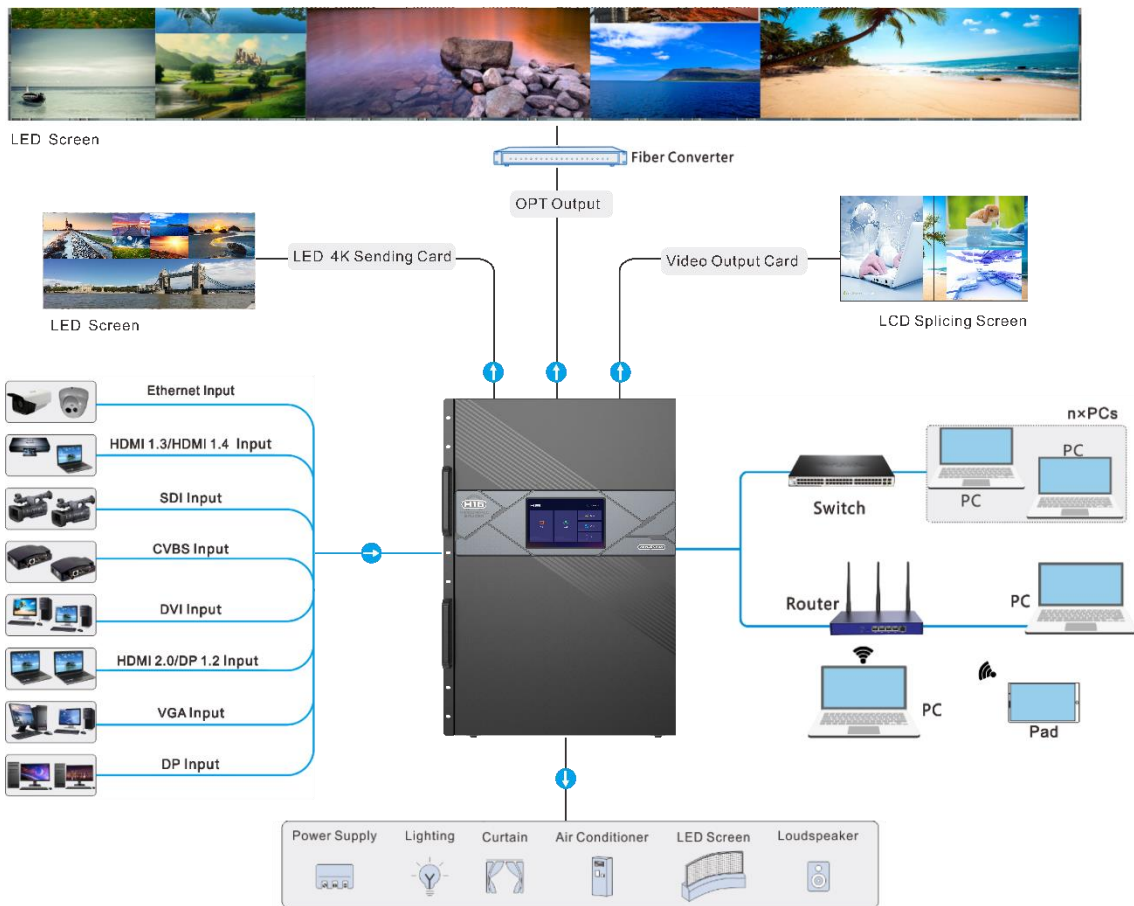 LED Screen
Fiber Converter
OPT Output
LED 4K Sending Card
Video Output Card
LED Screen
LCD Splicing Screen
Ethernet Input
HDMI 1.3/HDMI 1.4 Input
SDI Input
CVBS Input
DVI Input
HDMI 2.0/DP 1.2 Input
VGA Input
DP Input
H15
n×PCs
PC
PC
Switch
Router
PC
PC
Pad
Power Supply
Lighting
Curtain
Air Conditioner
LED Screen
Loudspeaker